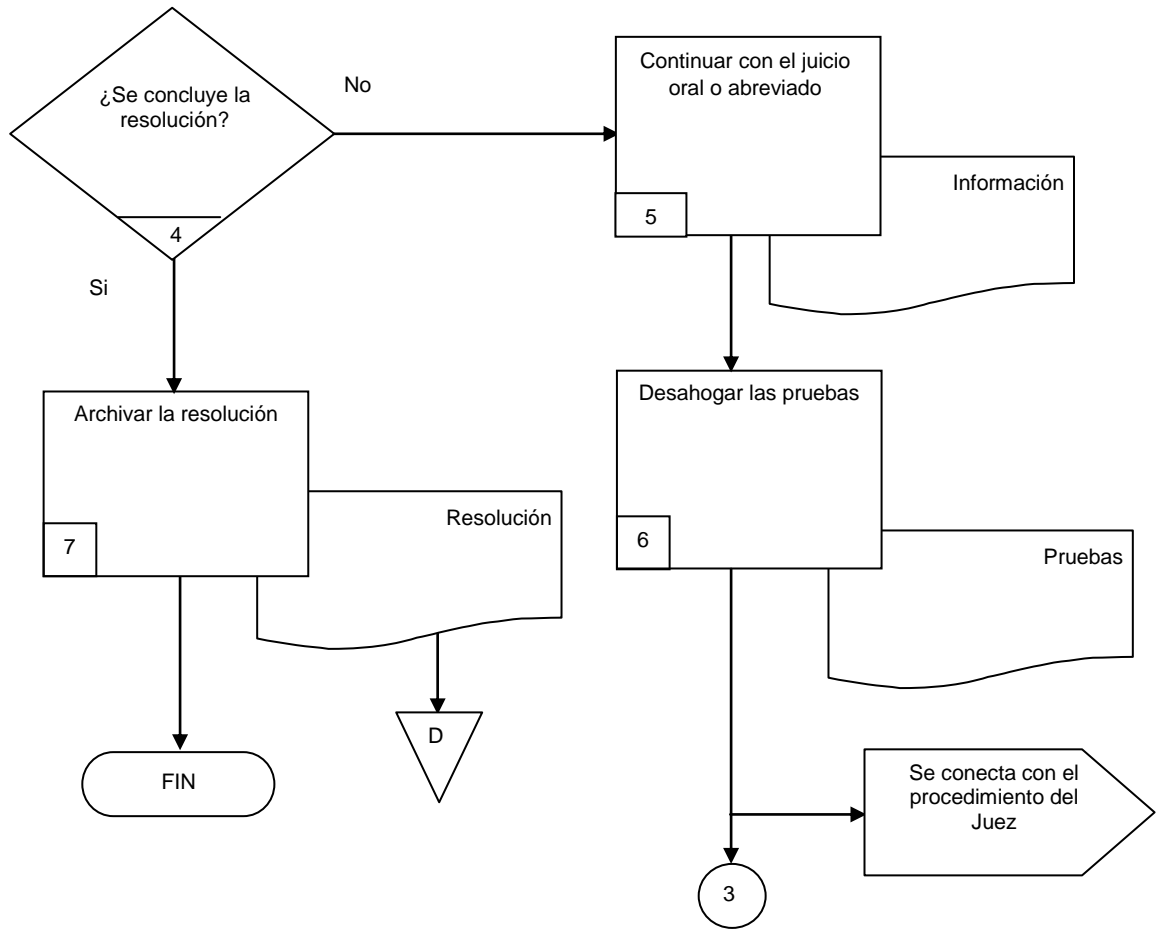 ¿Se concluye la
resolución?
4
No
Si
Continuar con el juicio
oral o abreviado
5
Información
Archivar la resolución
7
Resolución
D
FIN
Desahogar las pruebas
6
Pruebas
Se conecta con el
procedimiento del
Juez
3